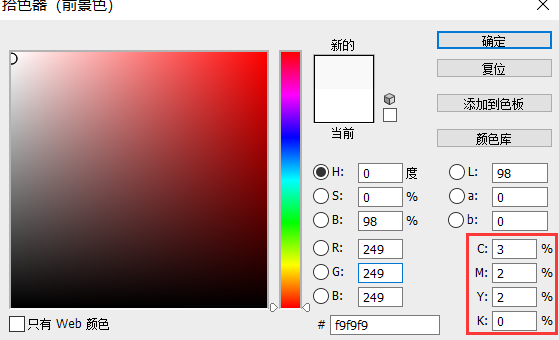 拾色器（前景色）
新的
当前
确定
复位
添加到色板
颜色库
H: 0 度
S: 0 %
B: 98 %
R: 249
G: 249
B: 249
L: 98
a: 0
b: 0
C: 3 %
M: 2 %
Y: 2 %
K: 0 %
只有 Web 颜色
# f9f9f9